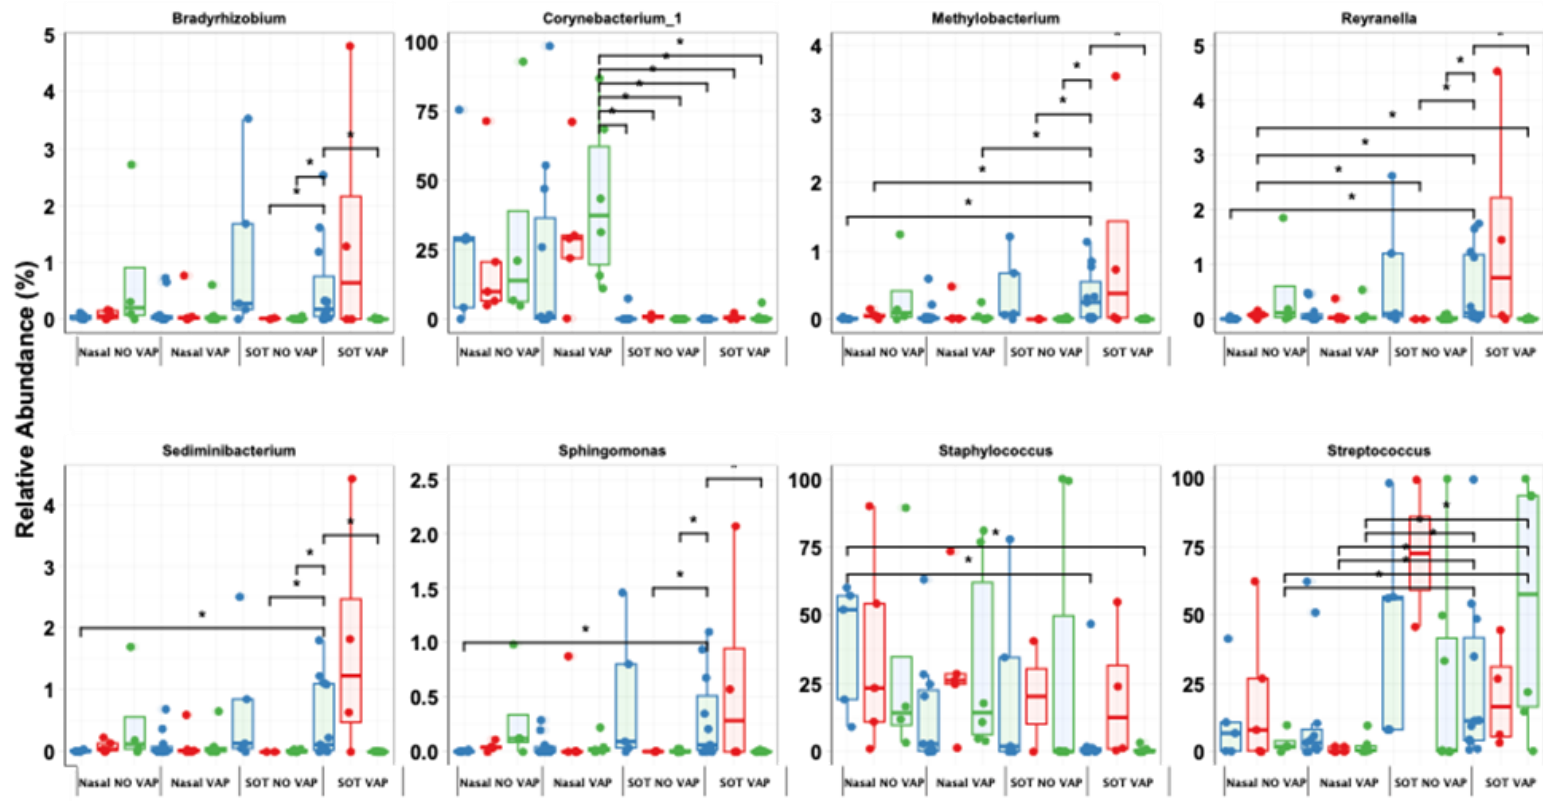 Relative Abundance (%)
Bradyrhizobium
5
4
3
2
1
0
*
*
*
Nasal NO VAP
Nasal VAP
SOT NO VAP
SOT VAP
Corynebacterium_1
100
75
50
25
0
*
*
*
*
*
*
Nasal NO VAP
Nasal VAP
SOT NO VAP
SOT VAP
Methylobacterium
4
3
2
1
0
*
*
*
*
*
Nasal NO VAP
Nasal VAP
SOT NO VAP
SOT VAP
Reyranella
5
4
3
2
1
0
*
*
*
*
*
*
Nasal NO VAP
Nasal VAP
SOT NO VAP
SOT VAP
Sediminibacterium
4
3
2
1
0
*
*
*
*
Nasal NO VAP
Nasal VAP
SOT NO VAP
SOT VAP
Sphingomonas
2.5
2.0
1.5
1.0
0.5
0.0
*
*
*
Nasal NO VAP
Nasal VAP
SOT NO VAP
SOT VAP
Staphylococcus
100
75
50
25
0
*
*
Nasal NO VAP
Nasal VAP
SOT NO VAP
SOT VAP
Streptococcus
100
75
50
25
0
*
*
*
*
*
Nasal NO VAP
Nasal VAP
SOT NO VAP
SOT VAP